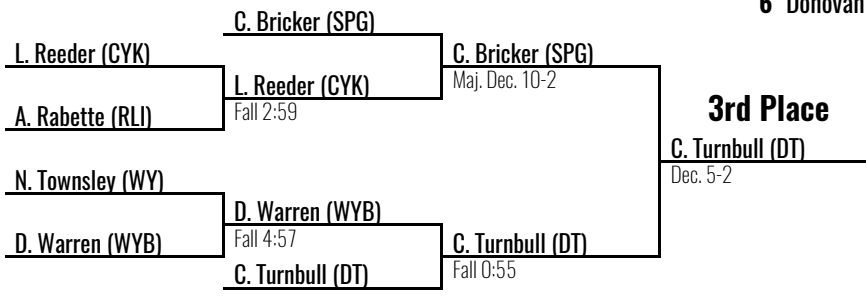 6 Donovan
C. Bricker (SPG)
L. Reeder (CYK)
C. Bricker (SPG)
Maj. Dec. 10-2
L. Reeder (CYK)
Fall 2:59
A. Rabette (RLI)
3rd Place
C. Turnbull (DT)
Dec. 5-2
N. Townsley (WY)
D. Warren (WYB)
Fall 4:57
D. Warren (WYB)
C. Turnbull (DT)
Fall 0:55
C. Turnbull (DT)